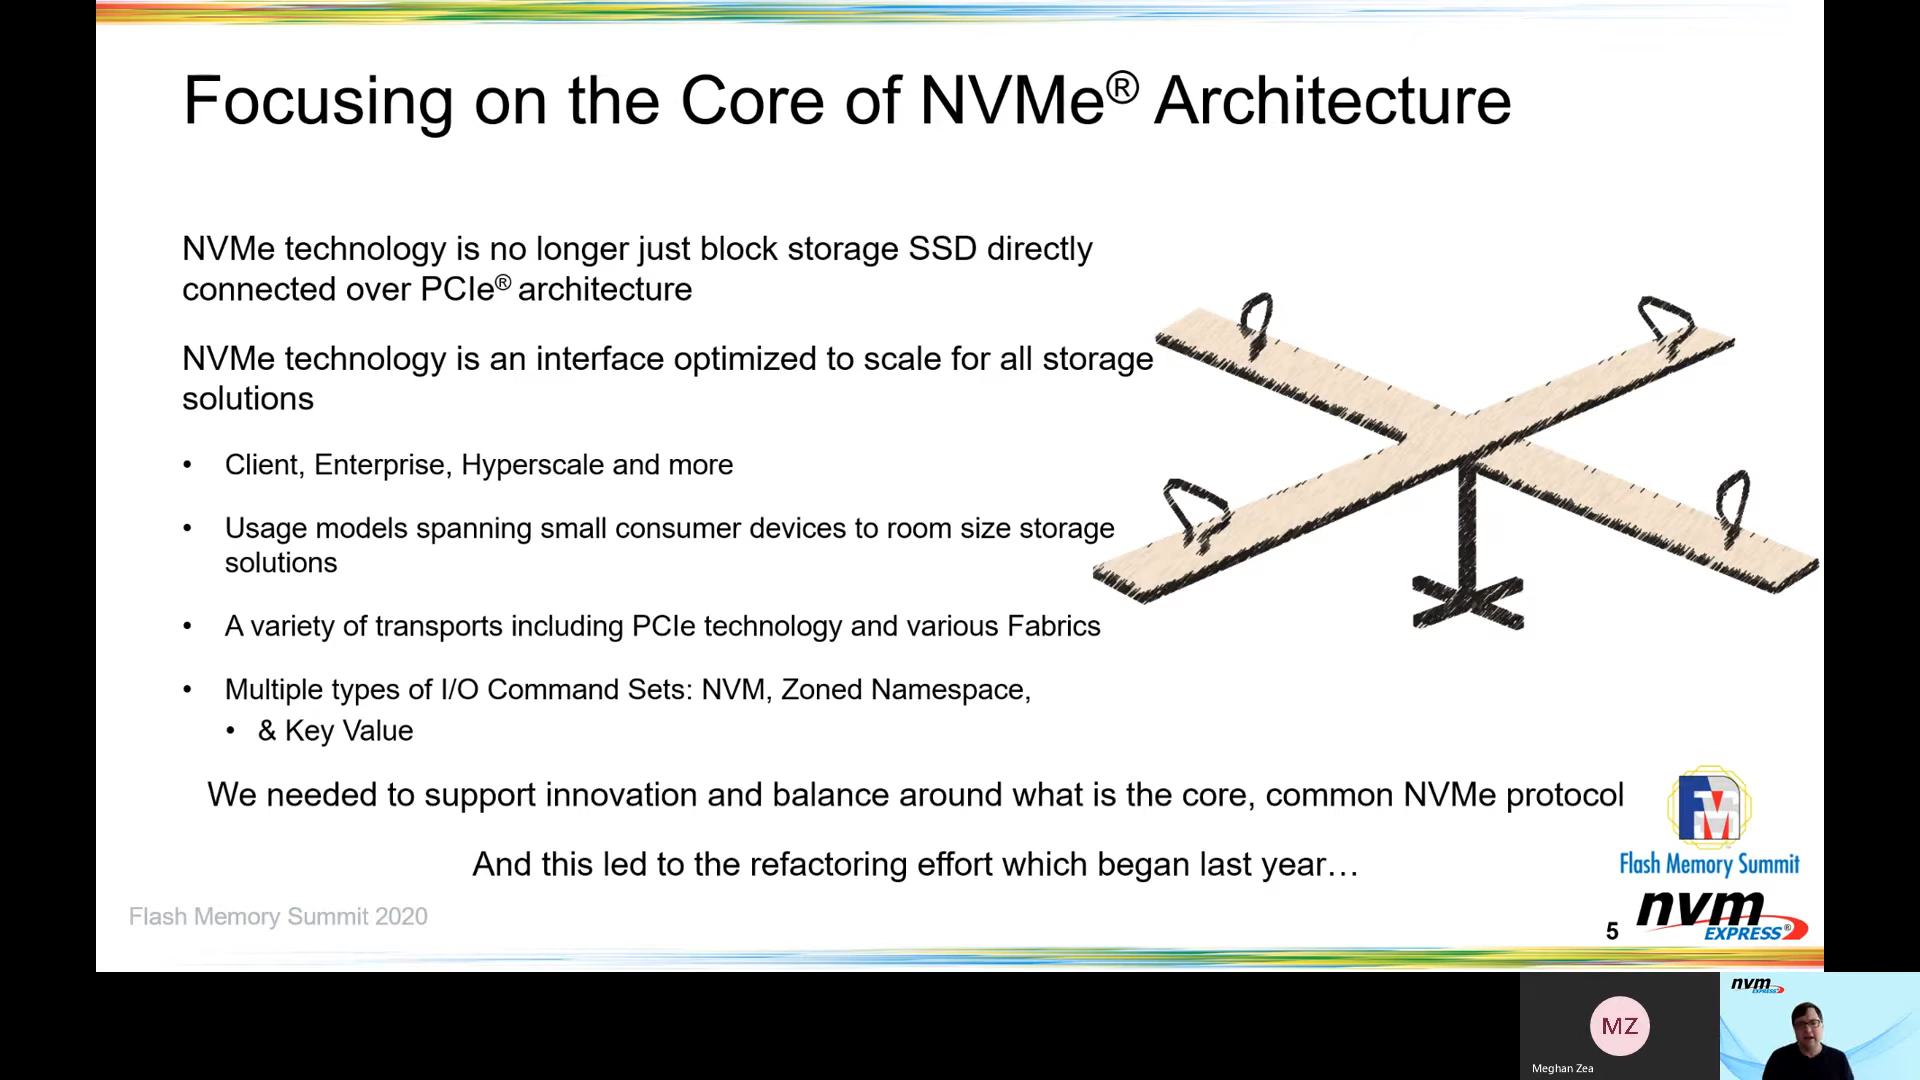 Focusing on the Core of NVMe® Architecture
NVMe technology is no longer just block storage SSD directly
connected over PCIe® architecture
NVMe technology is an interface optimized to scale for all storage
solutions
• Client, Enterprise, Hyperscale and more
• Usage models spanning small consumer devices to room size storage
solutions
• A variety of transports including PCIe technology and various Fabrics
• Multiple types of I/O Command Sets: NVM, Zoned Namespace,
• & Key Value
We needed to support innovation and balance around what is the core, common NVMe protocol
And this led to the refactoring effort which began last year…
FM
Flash Memory Summit
Flash Memory Summit 2020
5
nvm
EXPRESS®
MZ
Meghan Zea
nvm
EXPRESS